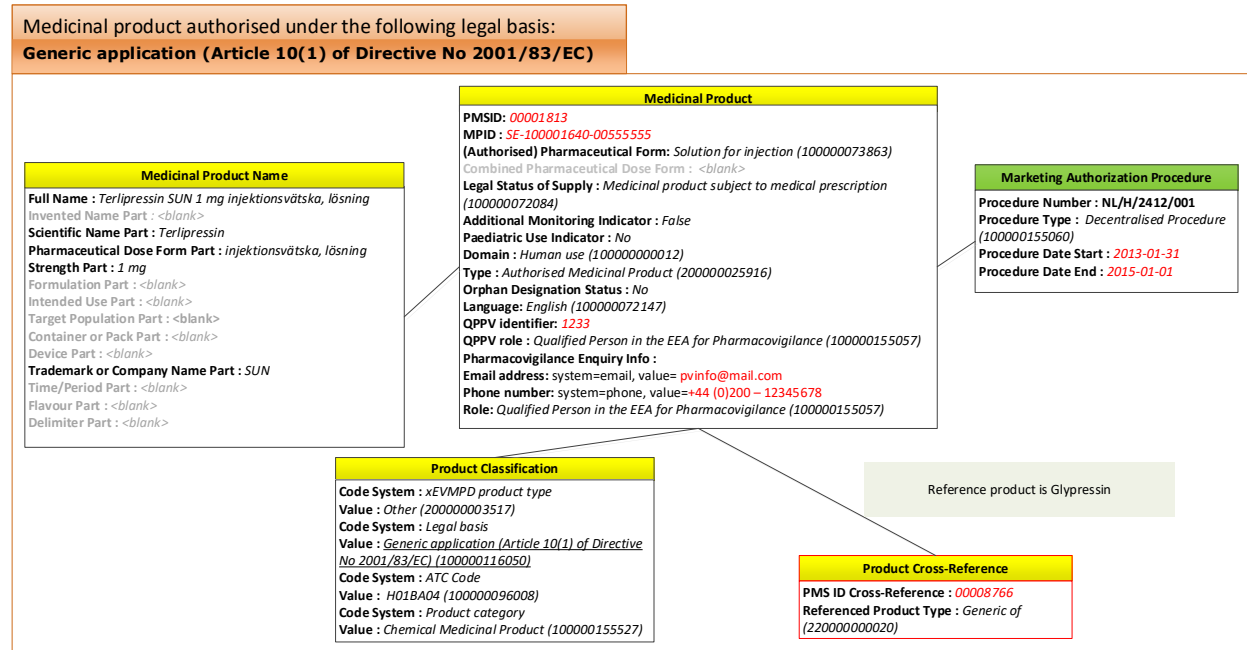 Medicinal product authorised under the following legal basis:
Generic application (Article 10(1) of Directive No 2001/83/EC)
Medicinal Product
PMSID: 00001813
MPID : SE-100001640-00555555
(Authorised) Pharmaceutical Form: Solution for injection (100000073863)
Combined Pharmaceutical Dose Form : <blank>
Legal Status of Supply : Medicinal product subject to medical prescription
(100000072084)
Additional Monitoring Indicator : False
Paediatric Use Indicator : No
Domain : Human use (100000000012)
Type : Authorised Medicinal Product (200000025916)
Orphan Designation Status : No
Language: English (100000072147)
QPPV identifier: 1233
QPPV role : Qualified Person in the EEA for Pharmacovigilance (100000155057)
Pharmacovigilance Enquiry Info :
Email address: system=email, value= pvinfo@mail.com
Phone number: system=phone, value=+44 (0)200 – 12345678
Role: Qualified Person in the EEA for Pharmacovigilance (100000155057)
Medicinal Product Name
Full Name : Terlipressin SUN 1 mg injektionsvätska, lösning
Invented Name Part : <blank>
Scientific Name Part : Terlipressin
Pharmaceutical Dose Form Part : injektionsvätska, lösning
Strength Part : 1 mg
Formulation Part : <blank>
Intended Use Part : <blank>
Target Population Part : <blank>
Container or Pack Part : <blank>
Device Part : <blank>
Trademark or Company Name Part : SUN
Time/Period Part : <blank>
Flavour Part : <blank>
Delimiter Part : <blank>
Marketing Authorization Procedure
Procedure Number : NL/H/2412/001
Procedure Type : Decentralised Procedure
(100000155060)
Procedure Date Start : 2013-01-31
Procedure Date End : 2015-01-01
Product Classification
Code System : xEVMPD product type
Value : Other (200000003517)
Code System : Legal basis
Value : Generic application (Article 10(1) of Directive
No 2001/83/EC) (100000116050)
Code System : ATC Code
Value : H01BA04 (100000096008)
Code System : Product category
Value : Chemical Medicinal Product (100000155527)
Reference product is Glypressin
Product Cross-Reference
PMS ID Cross-Reference : 00008766
Referenced Product Type : Generic of
(220000000020)